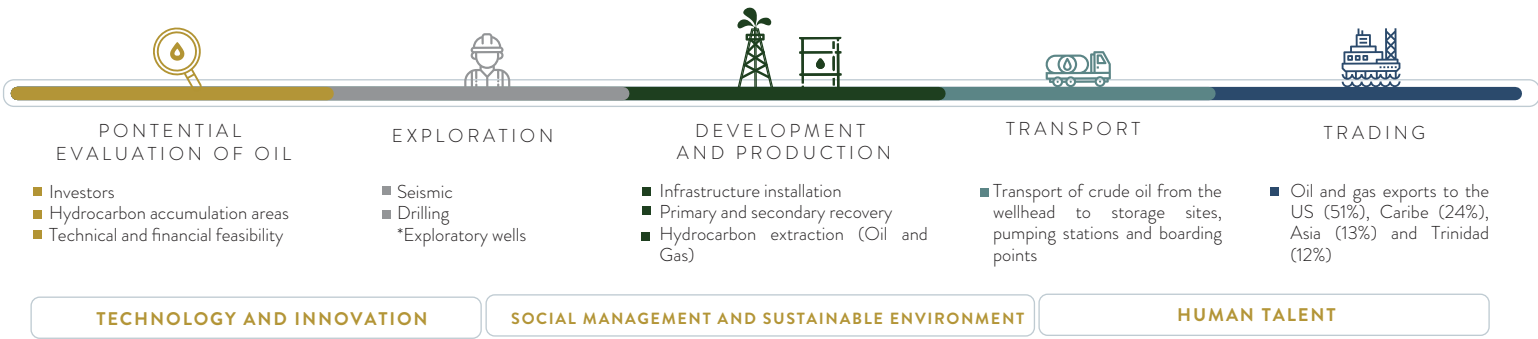 PONTENTIAL
EVALUATION OF OIL
Investors
Hydrocarbon accumulation areas
Technical and financial feasibility
EXPLORATION
Seismic
Drilling
*Exploratory wells
DEVELOPMENT
AND PRODUCTION
Infrastructure installation
Primary and secondary recovery
Hydrocarbon extraction (Oil and
Gas)
TRANSPORT
Transport of crude oil from the
wellhead to storage sites,
pumping stations and boarding
points
TRADING
Oil and gas exports to the
US (51%), Caribe (24%),
Asia (13%) and Trinidad
(12%)
TECHNOLOGY AND INNOVATION
SOCIAL MANAGEMENT AND SUSTAINABLE ENVIRONMENT
HUMAN TALENT